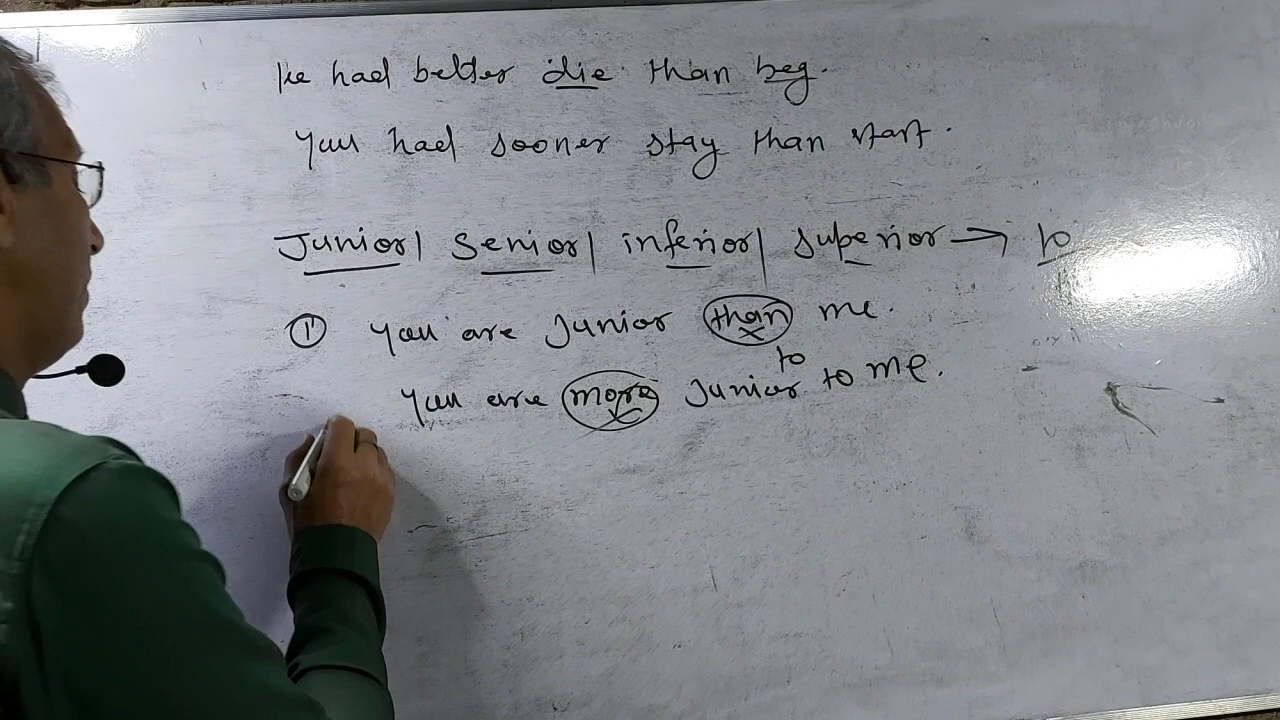 He had better die than beg.
You had sooner stay than start.
Junior| Senior| inferior| superior → to
① You are Junior than me.
to
You are more Junior to me.